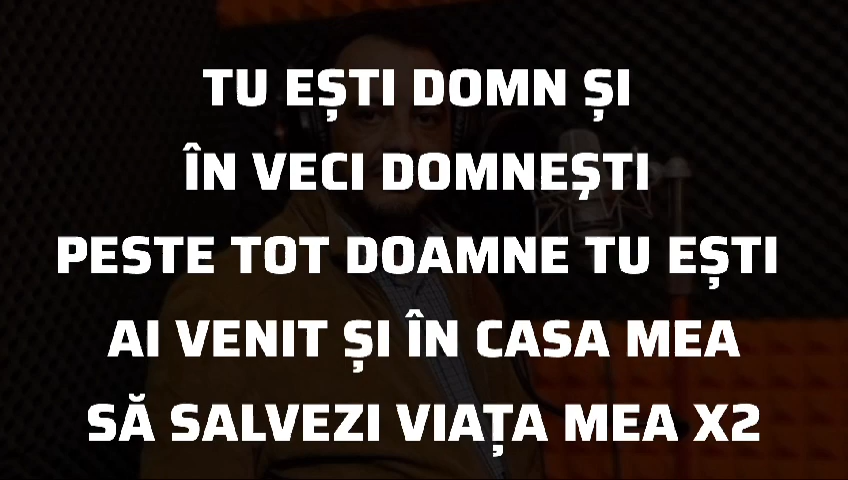 TU EȘTI DOMN ȘI
ÎN VECI DOMNEȘTI
PESTE TOT DOAMNE TU EȘTI
AI VENIT ȘI ÎN CASA MEA
SĂ SALVEZI VIAȚA MEA X2